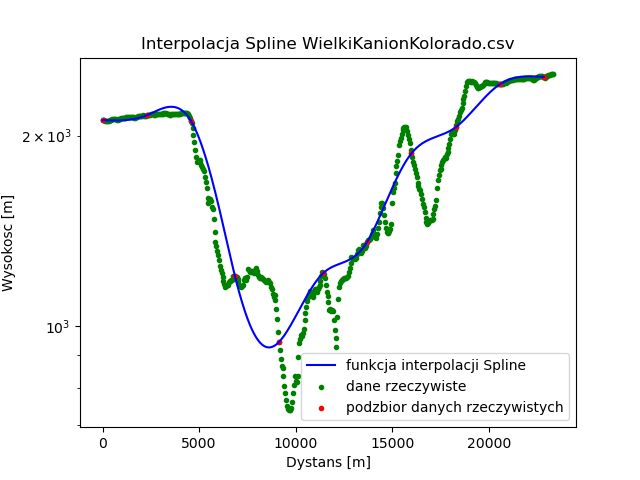 Interpolacja Spline WielkiKanionKolorado.csv
Wysokosc [m]
2 × 10³
10³
funkcja interpolacji Spline
dane rzeczywiste
podzbior danych rzeczywistych
0 5000 10000 15000 20000
Dystans [m]